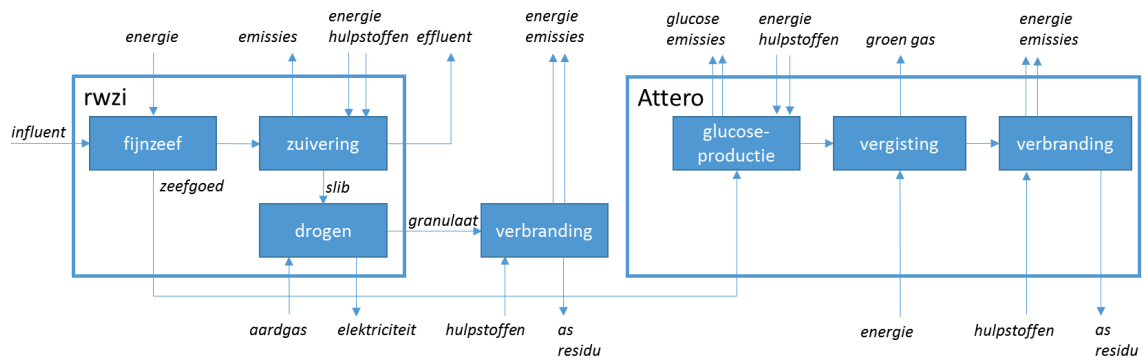 energie
emissies
energie
hulpstoffen
effluent
energie
emissies
glucose
emissies
energie
hulpstoffen
groen gas
energie
emissies
rwzi
Attero
influent
fijnzeef
zuivering
glucose-
productie
vergisting
verbranding
zeefgoed
slib
drogen
granulaat
verbranding
aardgas
elektriciteit
hulpstoffen
as
residu
energie
hulpstoffen
as
residu